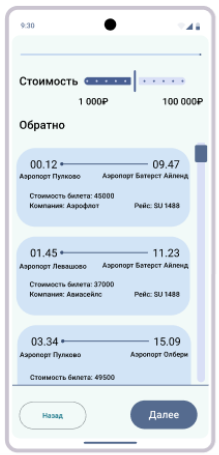 9:30
Стоимость
1 000₽ 100 000₽
Обратно
00.12 09.47
Аэропорт Пулково Аэропорт Батерст Айленд
Стоимость билета: 45000
Компания: Аэрофлот Рейс: SU 1488
01.45 11.23
Аэропорт Левашово Аэропорт Батерст Айленд
Стоимость билета: 37000
Компания: Авиасейлс Рейс: SU 1488
03.34 15.09
Аэропорт Пулково Аэропорт Олбери
Стоимость билета: 49500
Назад Далее